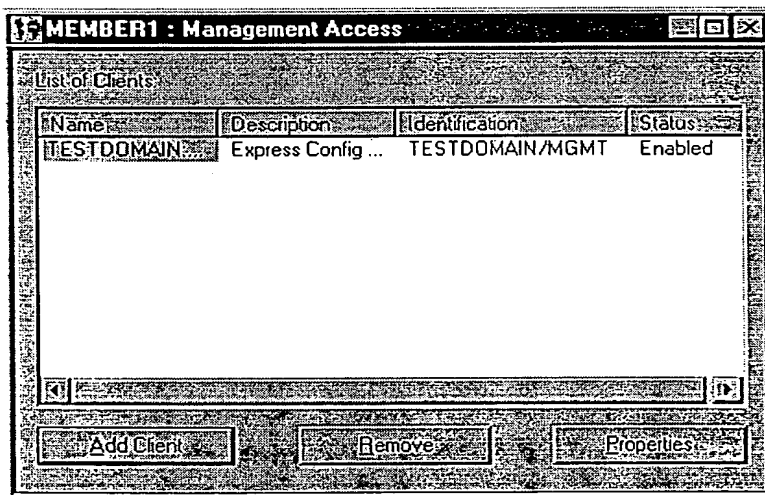 MEMBER1 : Management Access
List of Clients:
Name Description Identification Status
TESTDOMAIN... Express Config ... TESTDOMAIN/MGMT Enabled
Add Client Remove Properties